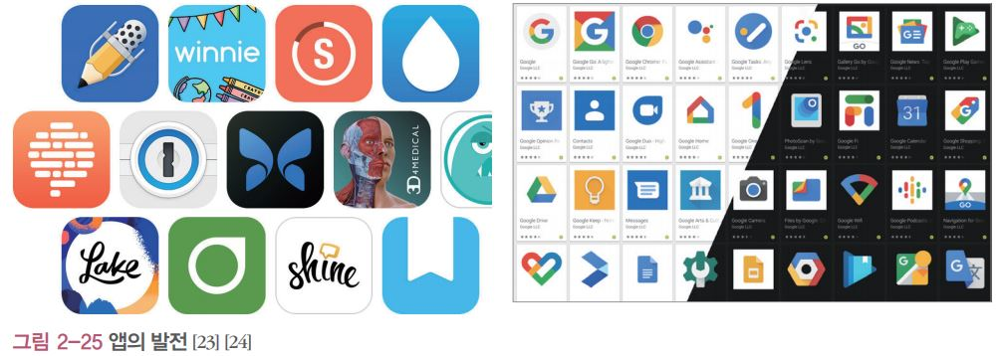 winnie
S
3D4MEDICAL
Lake
shine
G
GO
GE
Google
Google LLC
Google Go: A lighter
Google LLC
Google Chrome: Fa
Google LLC
Google Assistant
Google LLC
Google Tasks: Any
Google LLC
Google Lens
Google LLC
Gallery Go by Google
Google LLC
Google News: Top
Google LLC
Google Play Games
Google LLC
31
Google Opinion Re
Google LLC
Contacts
Google LLC
Google Duo - High
Google LLC
Google Home
Google LLC
Google One
Google LLC
PhotoScan by Goo
Google LLC
Google Fi
Google LLC
Google Calendar
Google LLC
Google Shopping
Google LLC
GO
Google Drive
Google LLC
Google Keep - Note
Google LLC
Messages
Google LLC
Google Arts & Cult
Google LLC
Google Camera
Google LLC
Files by Google: Cl
Google LLC
Google Wifi
Google LLC
Google Podcasts
Google LLC
Navigation for Goo
Google LLC
G
G
그림 2-25 앱의 발전 [23] [24]